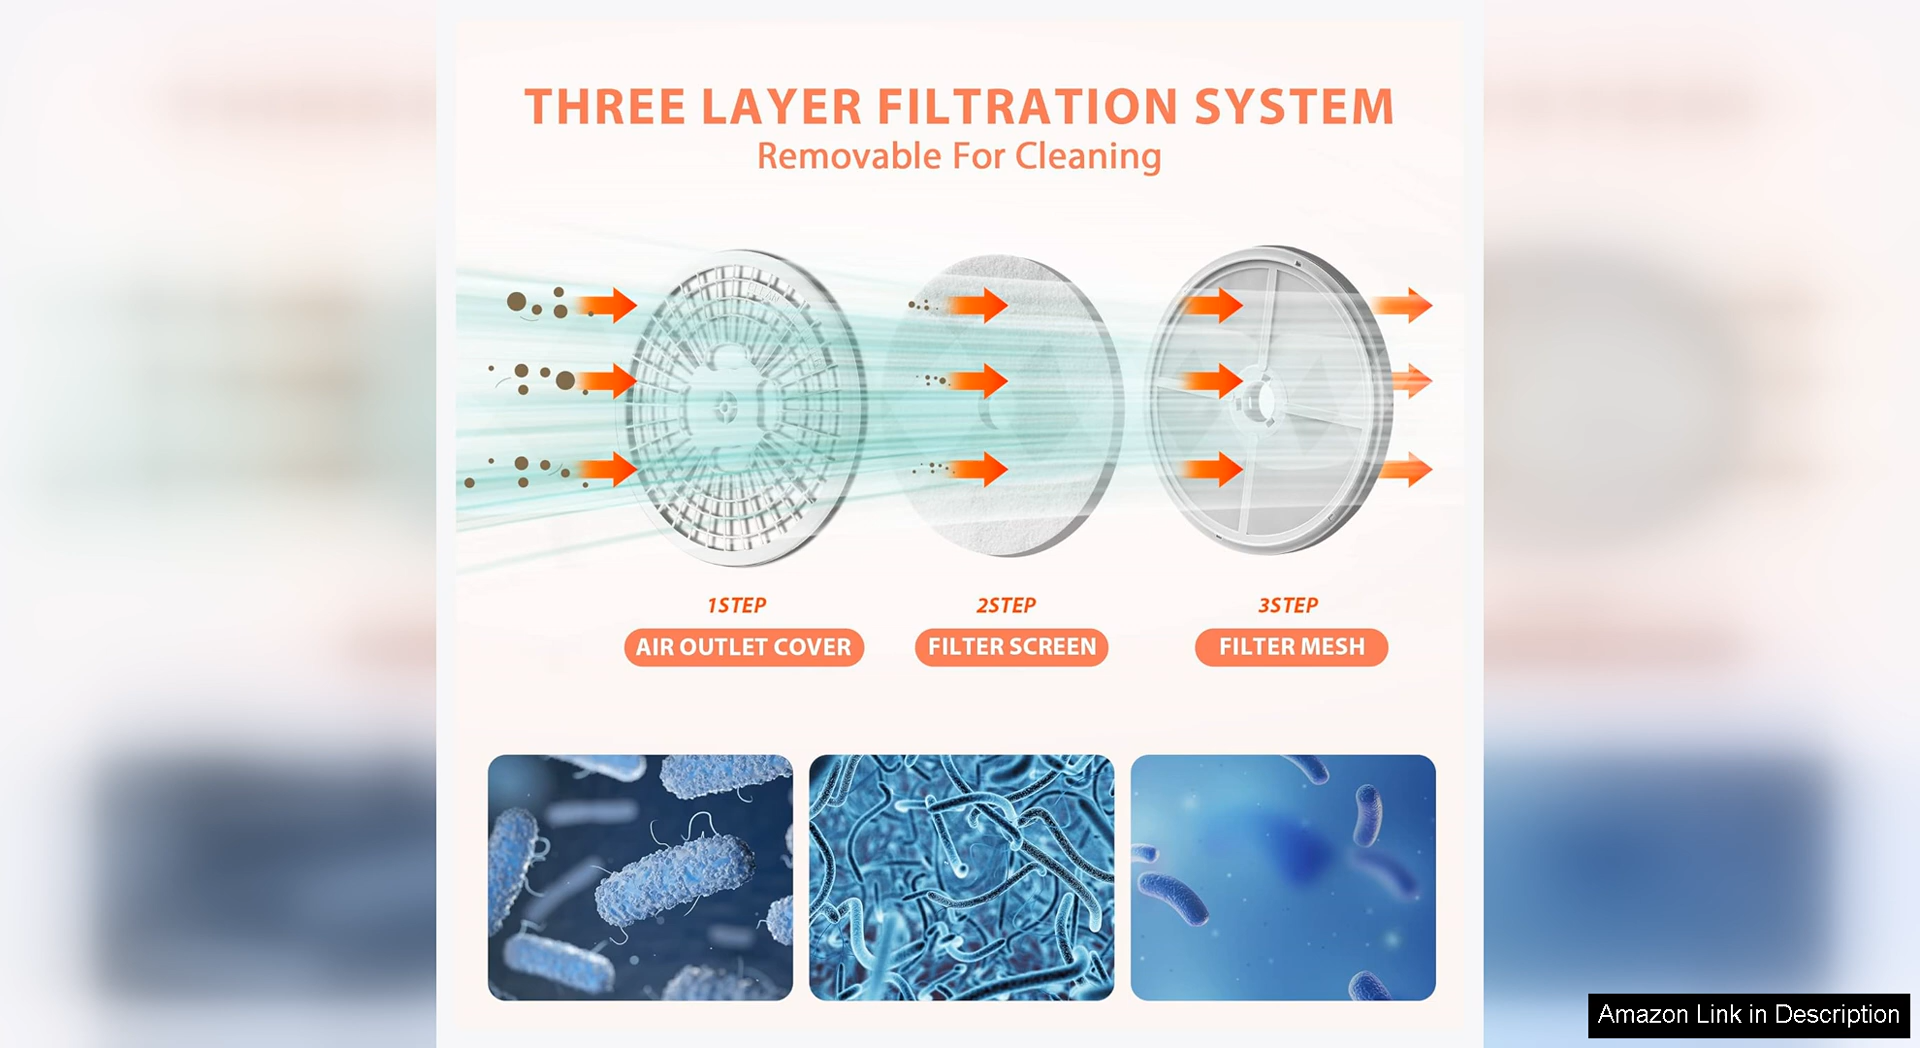 THREE LAYER FILTRATION SYSTEM
Removable For Cleaning
1STEP
2STEP
3STEP
AIR OUTLET COVER
FILTER SCREEN
FILTER MESH
Amazon Link in Description